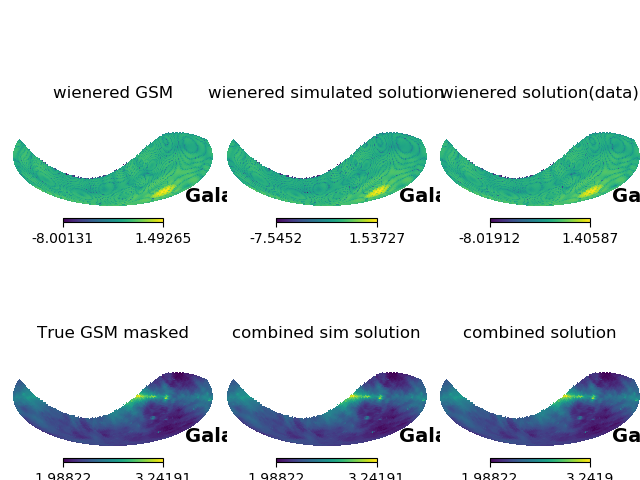 wienered GSM
wienered simulated solution
wienered solution(data)
Gala
Gala
Ga
-8.00131 1.49265
-7.5452 1.53727
-8.01912 1.40587
True GSM masked
combined sim solution
combined solution
Gala
Gala
Ga
1.98822 3.24191
1.98822 3.24191
1.98822 3.2419